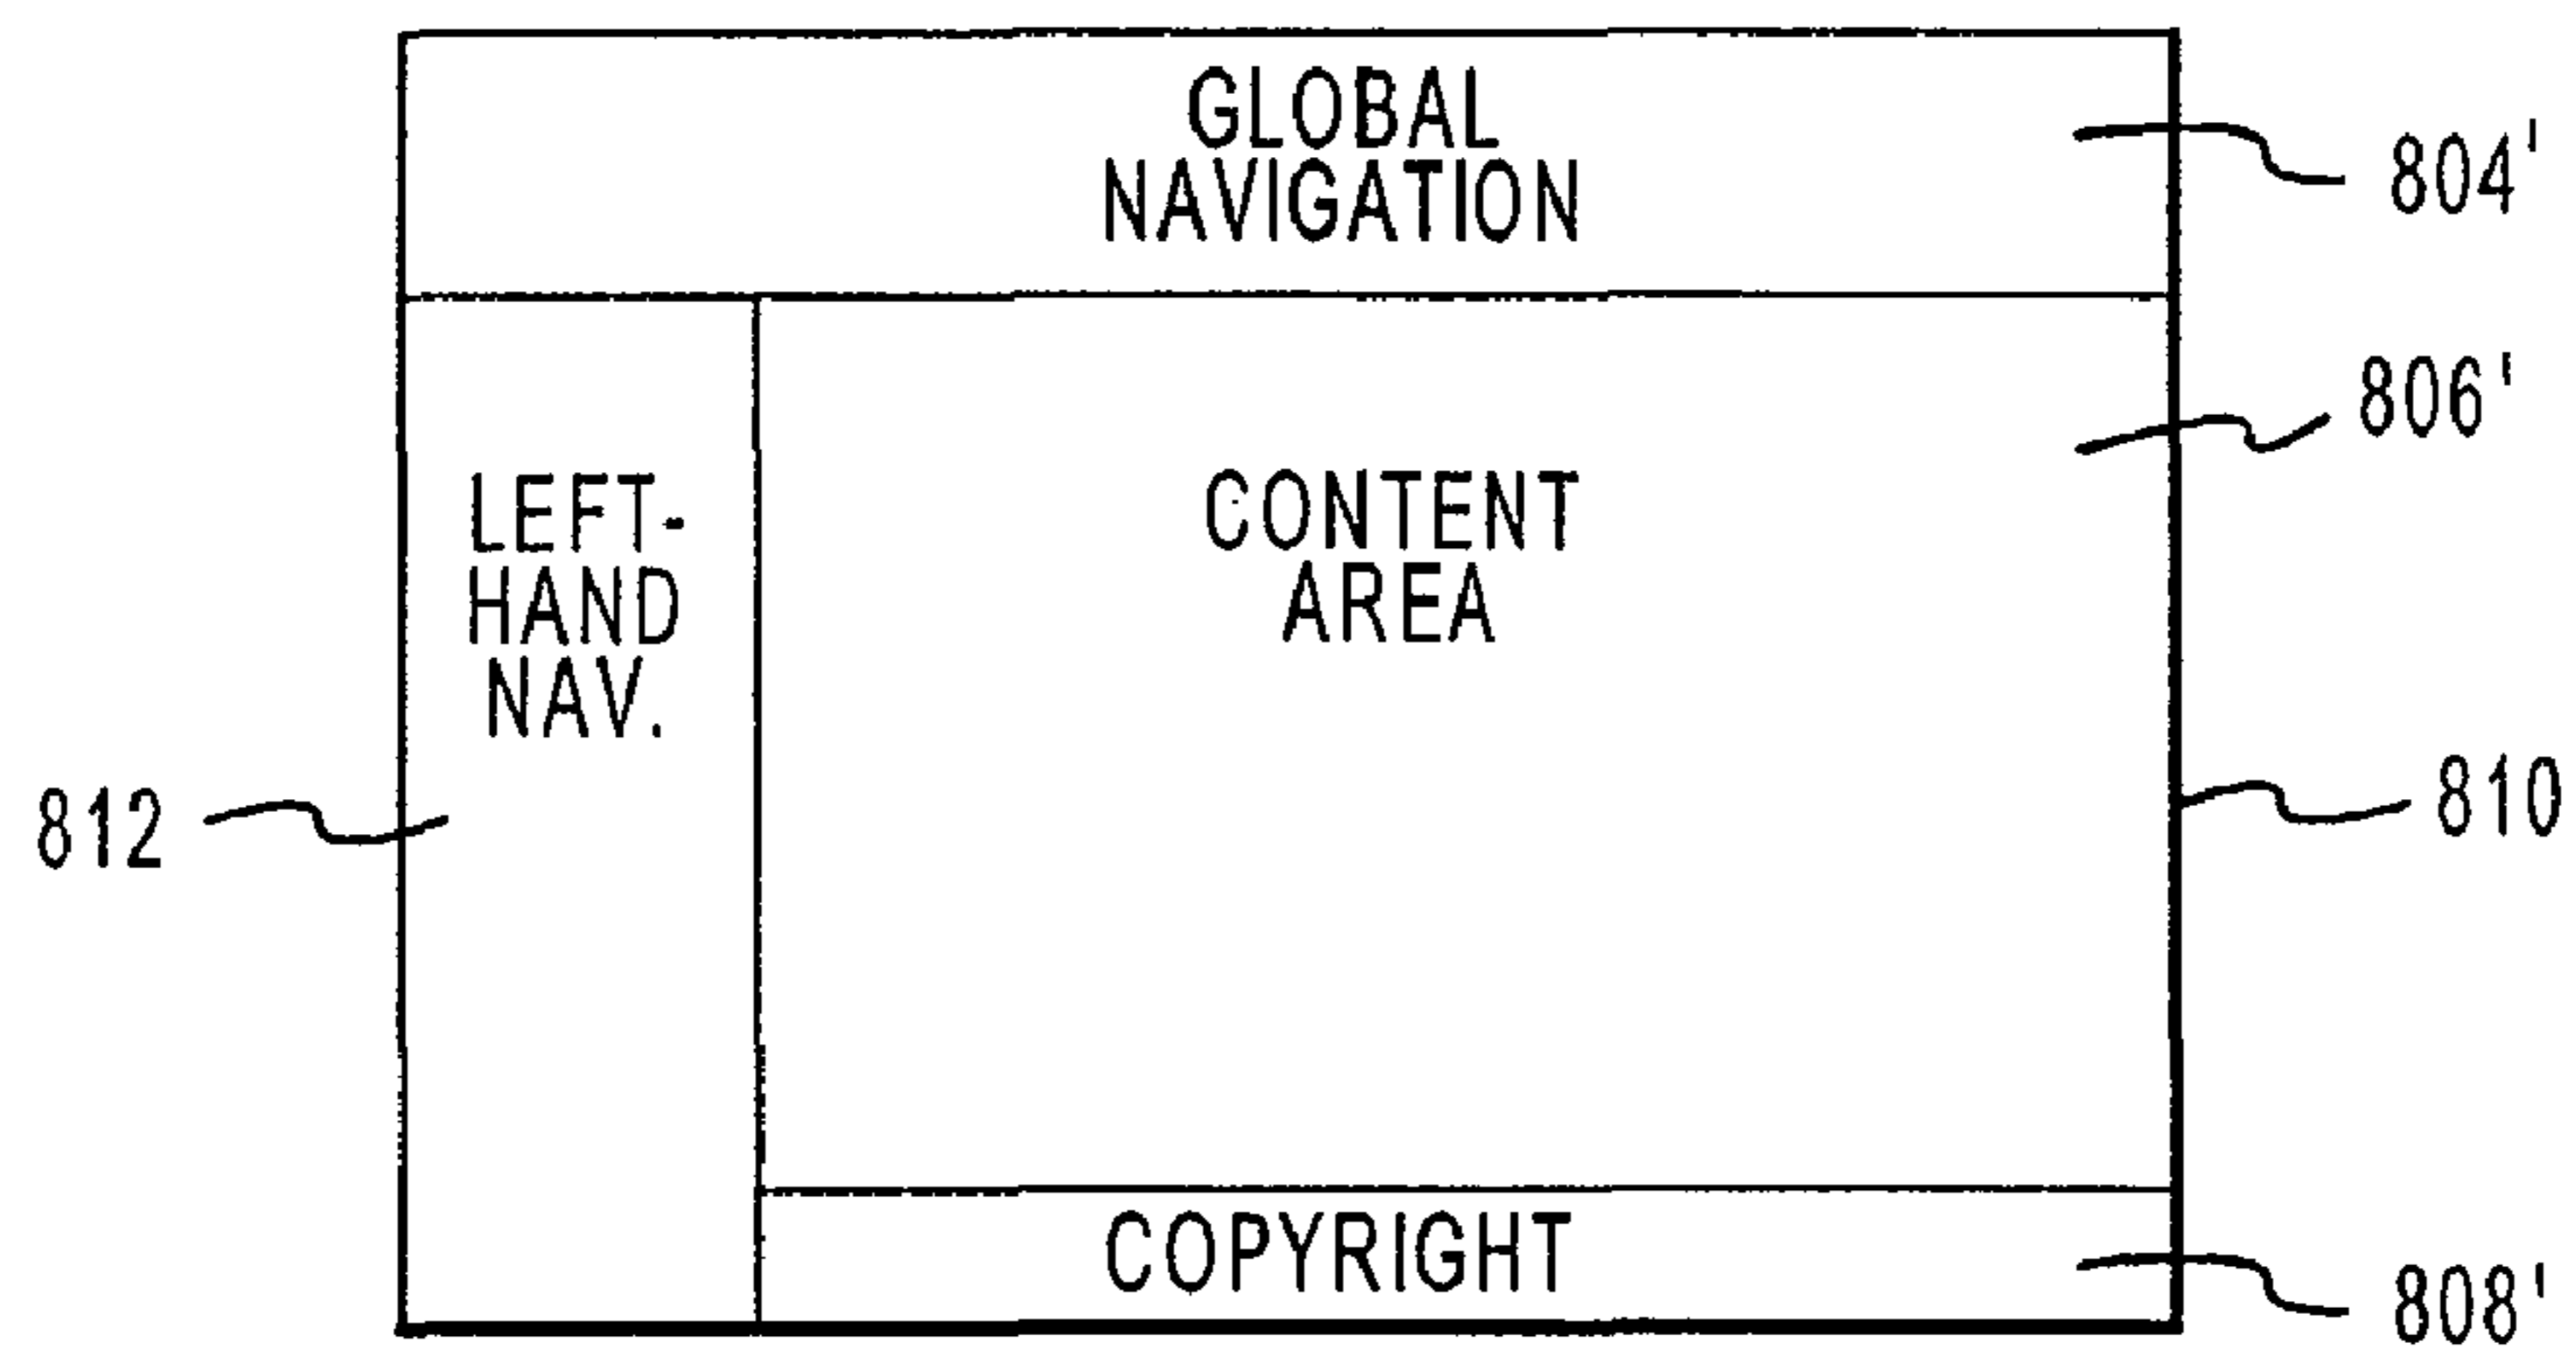 GLOBAL
NAVIGATION
804'
806'
LEFT-
HAND
NAV.
CONTENT
AREA
812
810
COPYRIGHT
808'